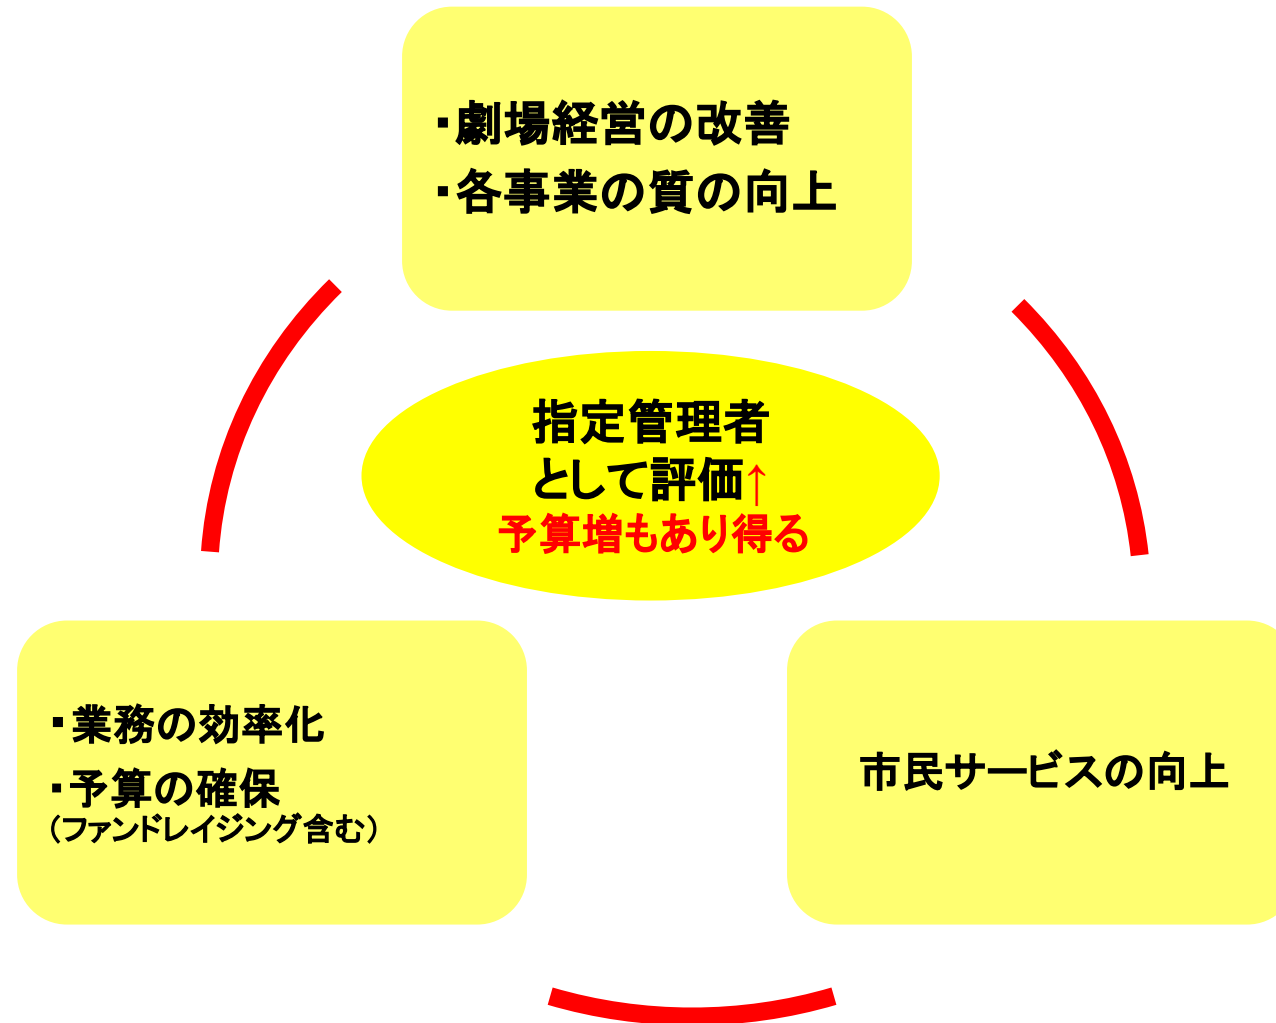 ・劇場経営の改善
・各事業の質の向上
指定管理者
として評価↑
予算増もあり得る
・業務の効率化
・予算の確保
（ファンドレイジング含む）
市民サービスの向上